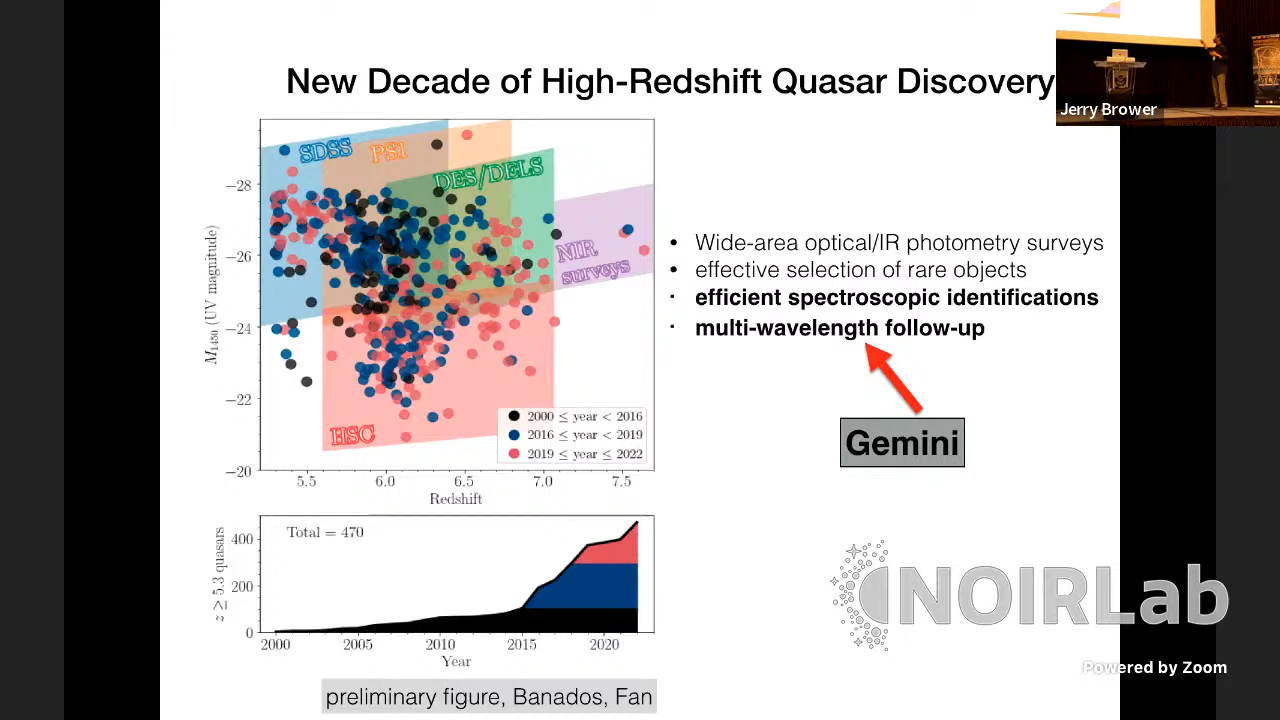 New Decade of High-Redshift Quasar Discovery
Jerry Brower
SDSS
PS1
DES/DELS
NIR
surveys
HSC
M1450 (UV magnitude)
−28
−26
−24
−22
−20
2000 ≤ year < 2016
2016 ≤ year < 2019
2019 ≤ year ≤ 2022
5.5 6.0 6.5 7.0 7.5
Redshift
• Wide-area optical/IR photometry surveys
• effective selection of rare objects
· efficient spectroscopic identifications
· multi-wavelength follow-up
Gemini
z ≥ 5.3 quasars
400
200
0
Total = 470
2000 2005 2010 2015 2020
Year
preliminary figure, Banados, Fan
NOIRLab
Powered by Zoom